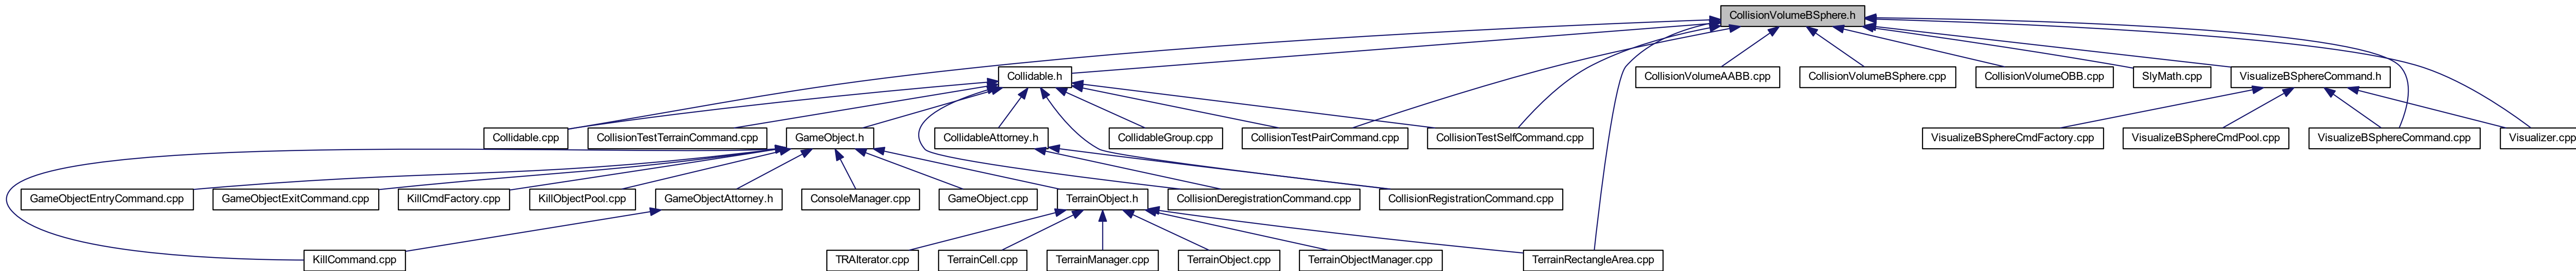 CollisionVolumeBSphere.h
Collidable.h
CollisionVolumeAABB.cpp
CollisionVolumeBSphere.cpp
CollisionVolumeOBB.cpp
SlyMath.cpp
VisualizeBSphereCommand.h
Collidable.cpp
CollisionTestTerrainCommand.cpp
GameObject.h
CollidableAttorney.h
CollidableGroup.cpp
CollisionTestPairCommand.cpp
CollisionTestSelfCommand.cpp
VisualizeBSphereCmdFactory.cpp
VisualizeBSphereCmdPool.cpp
VisualizeBSphereCommand.cpp
Visualizer.cpp
GameObjectEntryCommand.cpp
GameObjectExitCommand.cpp
KillCmdFactory.cpp
KillObjectPool.cpp
GameObjectAttorney.h
ConsoleManager.cpp
GameObject.cpp
TerrainObject.h
CollisionDeregistrationCommand.cpp
CollisionRegistrationCommand.cpp
KillCommand.cpp
TRAIterator.cpp
TerrainCell.cpp
TerrainManager.cpp
TerrainObject.cpp
TerrainObjectManager.cpp
TerrainRectangleArea.cpp